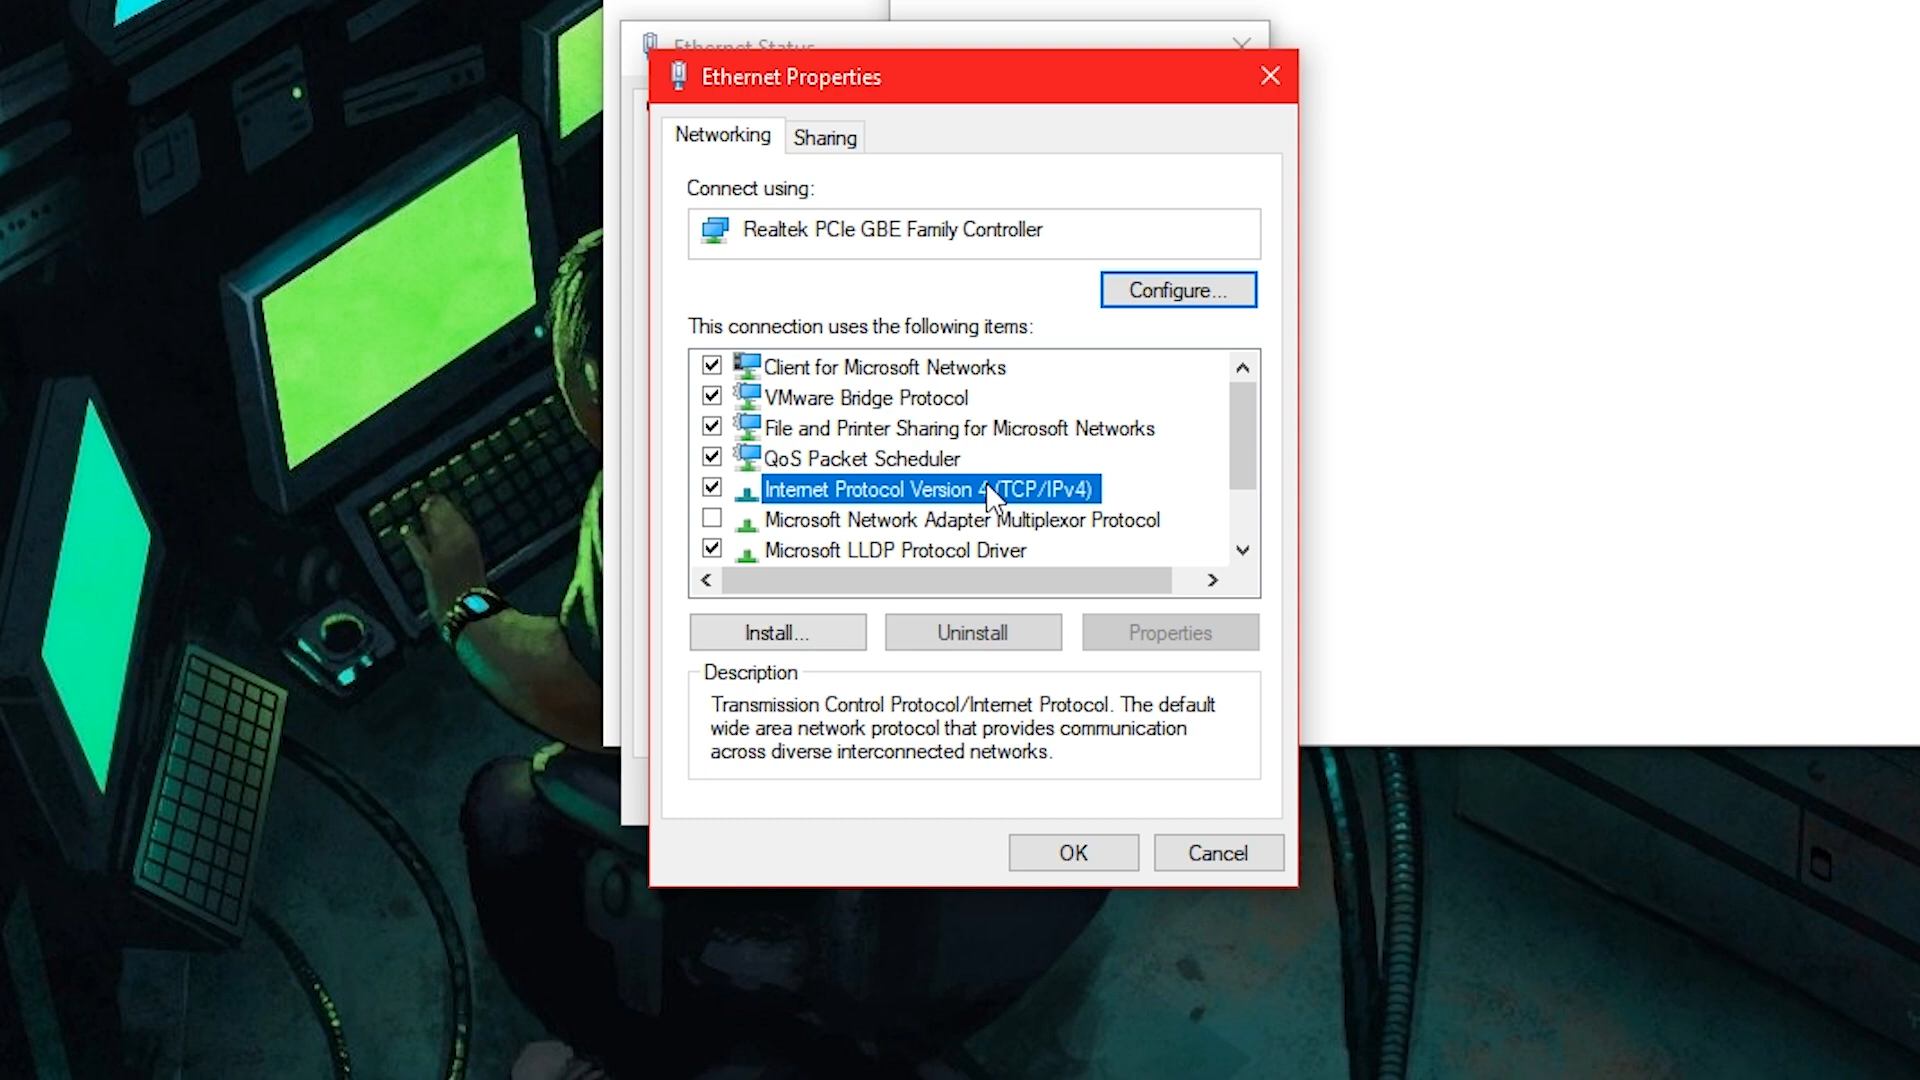 Ethernet Status
Ethernet Properties
Networking
Sharing
Connect using:
Realtek PCIe GBE Family Controller
Configure...
This connection uses the following items:
Client for Microsoft Networks
VMware Bridge Protocol
File and Printer Sharing for Microsoft Networks
QoS Packet Scheduler
Internet Protocol Version 4 (TCP/IPv4)
Microsoft Network Adapter Multiplexor Protocol
Microsoft LLDP Protocol Driver
Install...
Uninstall
Properties
Description
Transmission Control Protocol/Internet Protocol. The default
wide area network protocol that provides communication
across diverse interconnected networks.
OK
Cancel